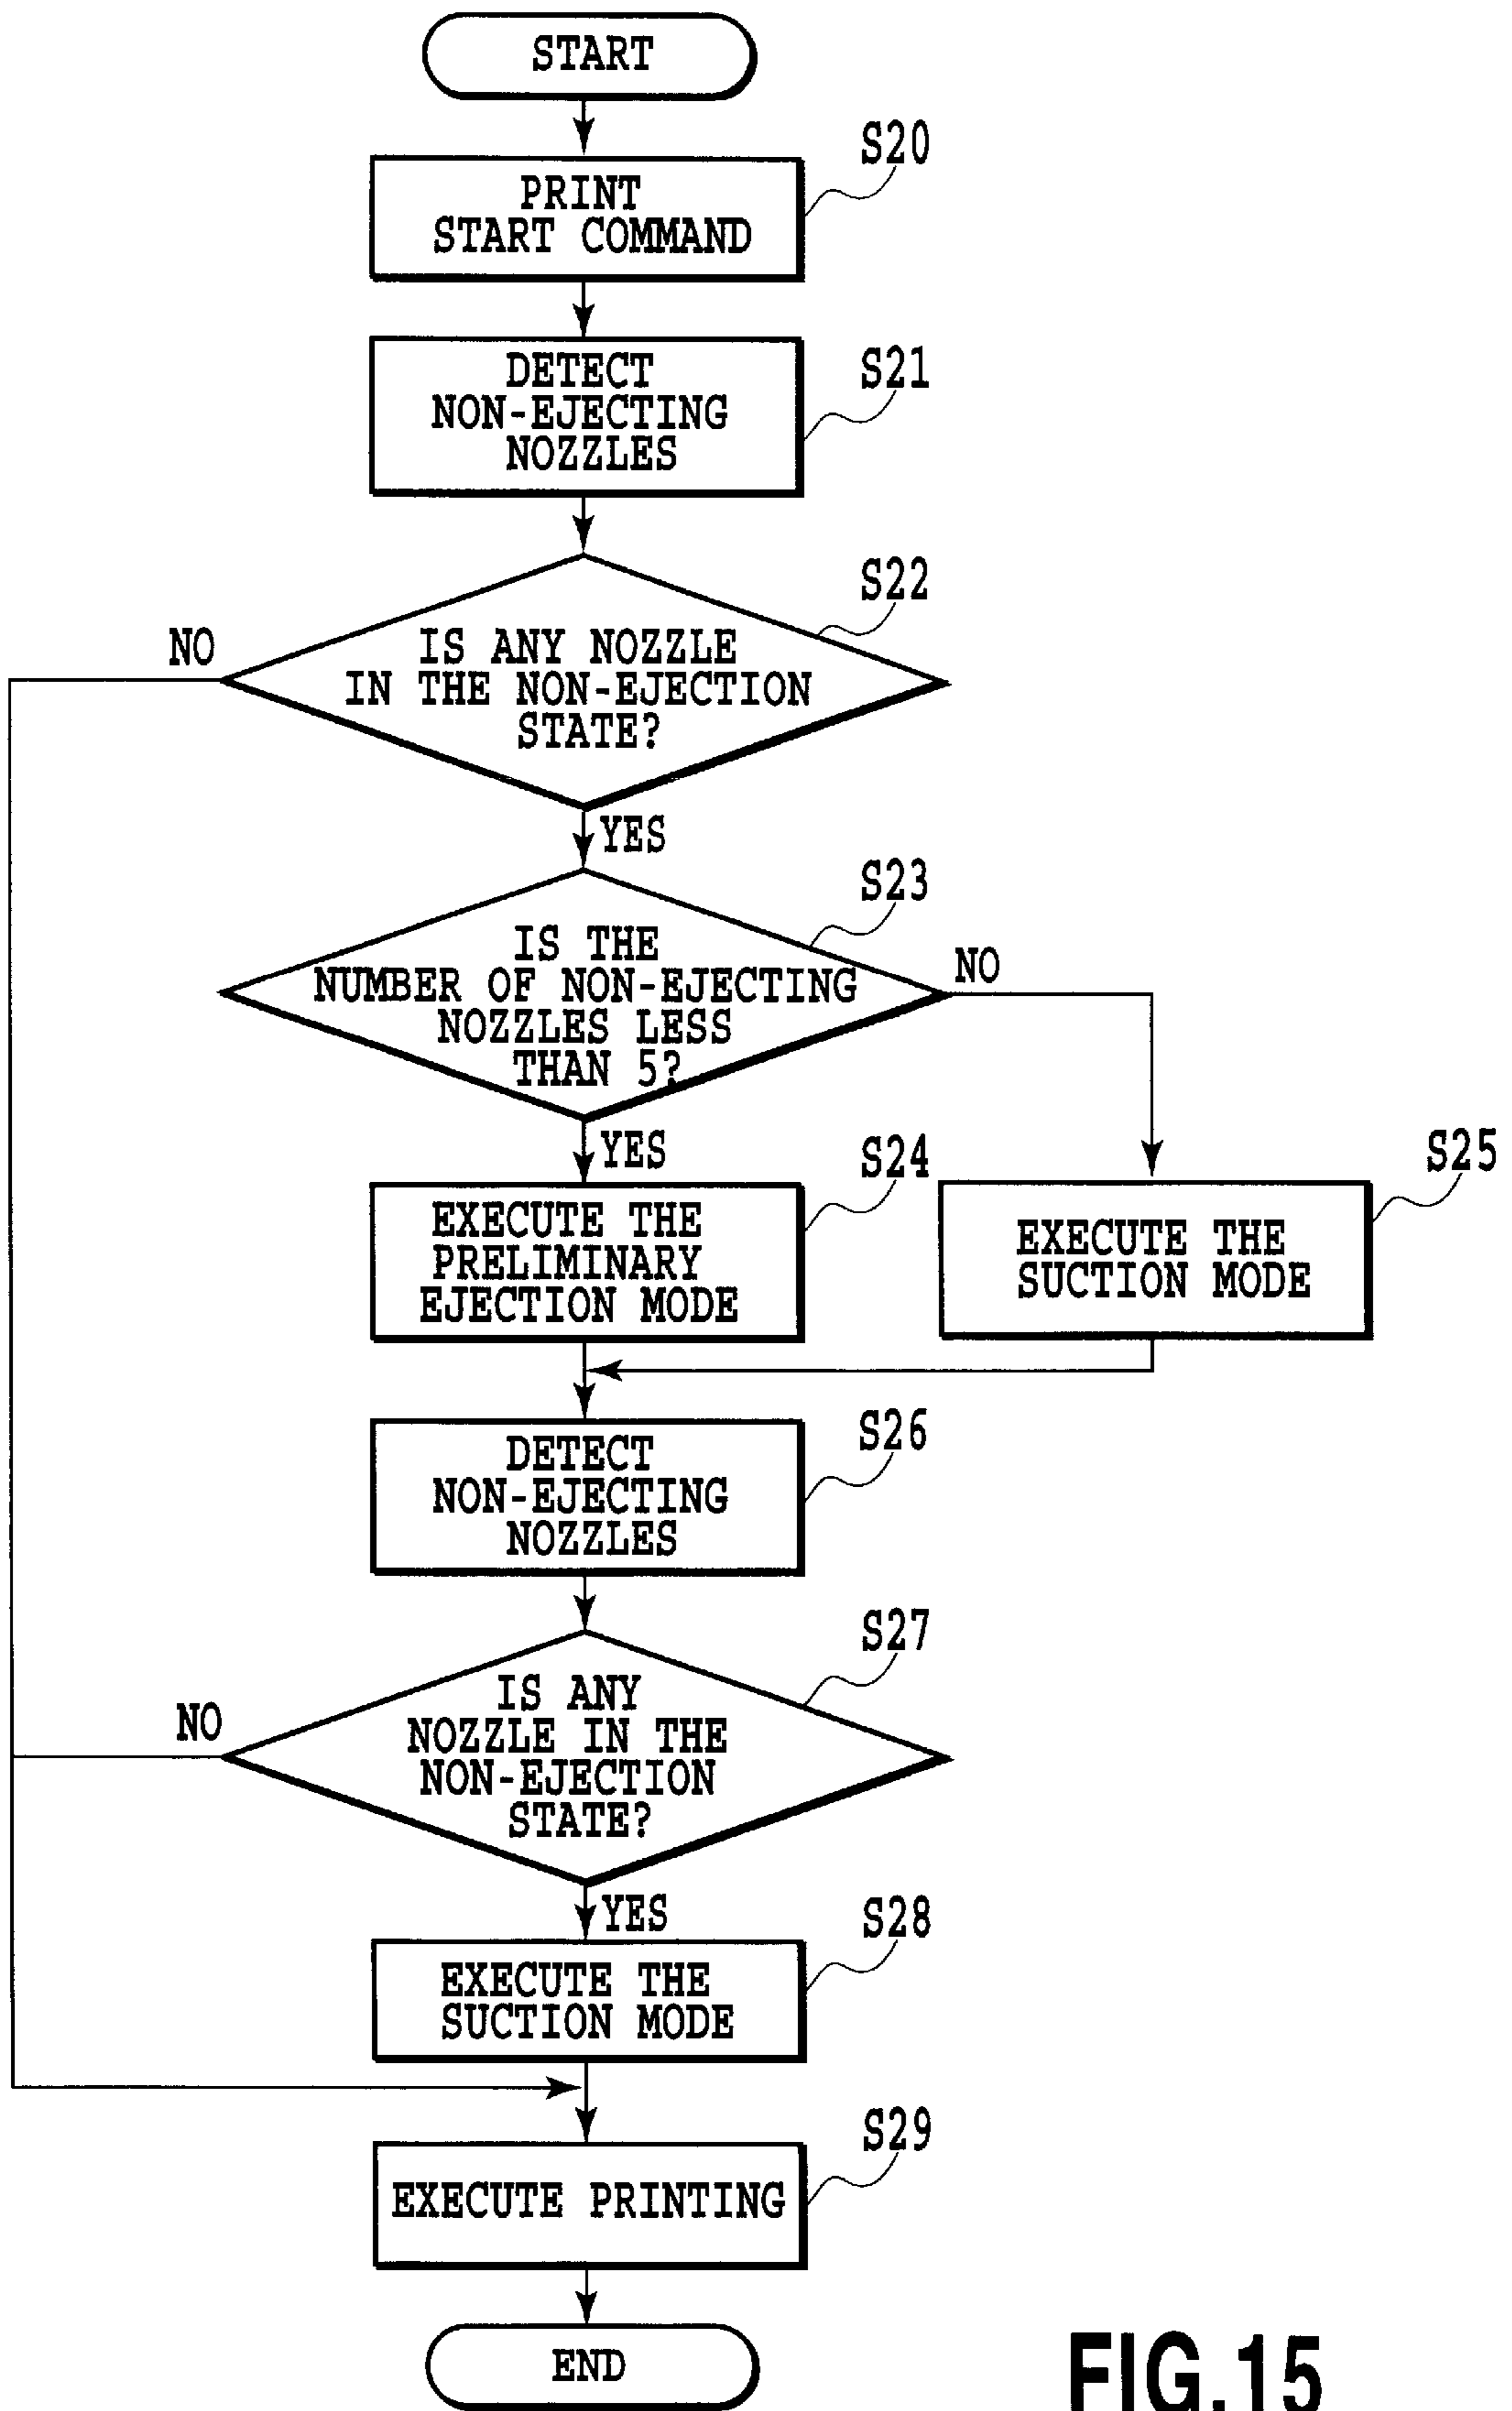 START
S20
PRINT
START COMMAND
S21
DETECT
NON-EJECTING
NOZZLES
S22
NO
IS ANY NOZZLE
IN THE NON-EJECTION
STATE?
YES
S23
IS THE
NUMBER OF NON-EJECTING
NOZZLES LESS
THAN 5?
NO
YES
S24
EXECUTE THE
PRELIMINARY
EJECTION MODE
S25
EXECUTE THE
SUCTION MODE
S26
DETECT
NON-EJECTING
NOZZLES
S27
NO
IS ANY
NOZZLE IN THE
NON-EJECTION
STATE?
YES
S28
EXECUTE THE
SUCTION MODE
S29
EXECUTE PRINTING
END
FIG.15